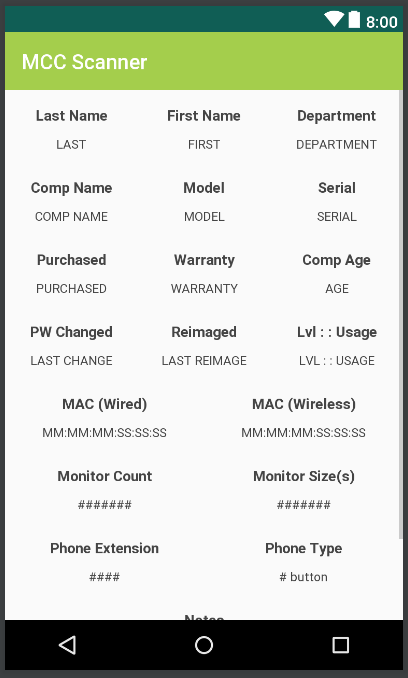 8:00
MCC Scanner
Last Name First Name Department
LAST FIRST DEPARTMENT
Comp Name Model Serial
COMP NAME MODEL SERIAL
Purchased Warranty Comp Age
PURCHASED WARRANTY AGE
PW Changed Reimaged Lvl : : Usage
LAST CHANGE LAST REIMAGE LVL : : USAGE
MAC (Wired) MAC (Wireless)
MM:MM:MM:SS:SS:SS MM:MM:MM:SS:SS:SS
Monitor Count Monitor Size(s)
####### #######
Phone Extension Phone Type
#### # button
Notes